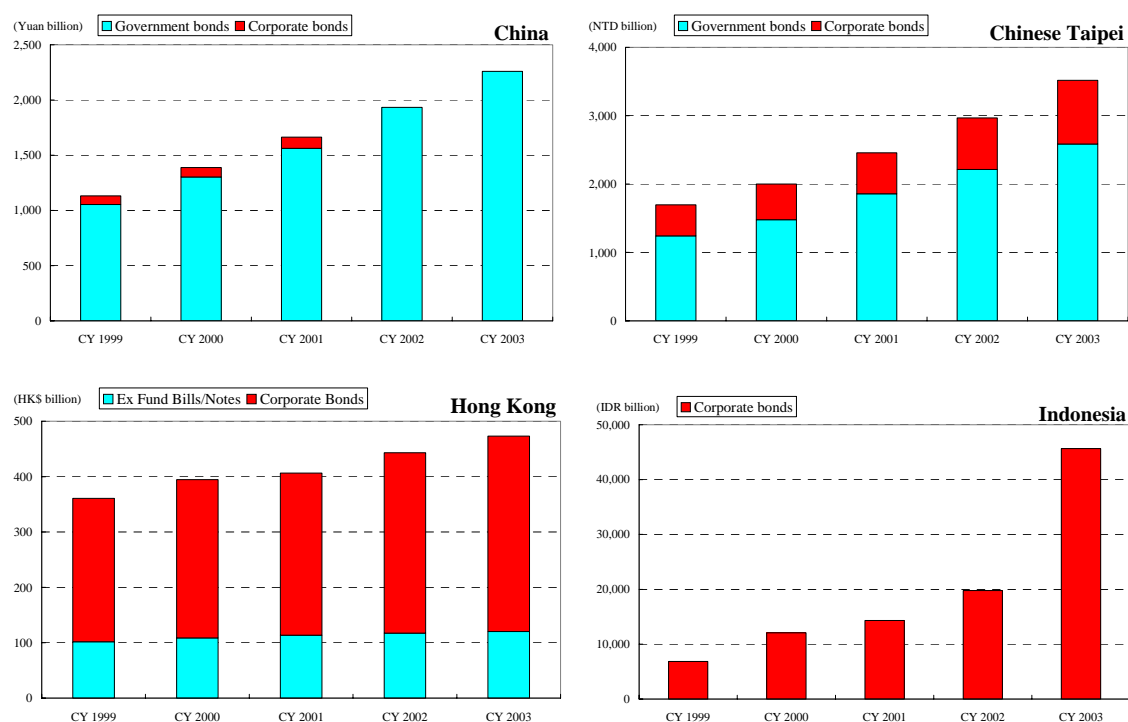 (Yuan billion) Government bonds Corporate bonds China
2,500
2,000
1,500
1,000
500
0
CY 1999 CY 2000 CY 2001 CY 2002 CY 2003
(NTD billion) Government bonds Corporate bonds Chinese Taipei
4,000
3,000
2,000
1,000
0
CY 1999 CY 2000 CY 2001 CY 2002 CY 2003
(HK$ billion) Ex Fund Bills/Notes Corporate Bonds Hong Kong
500
400
300
200
100
0
CY 1999 CY 2000 CY 2001 CY 2002 CY 2003
(IDR billion) Corporate bonds Indonesia
50,000
40,000
30,000
20,000
10,000
0
CY 1999 CY 2000 CY 2001 CY 2002 CY 2003